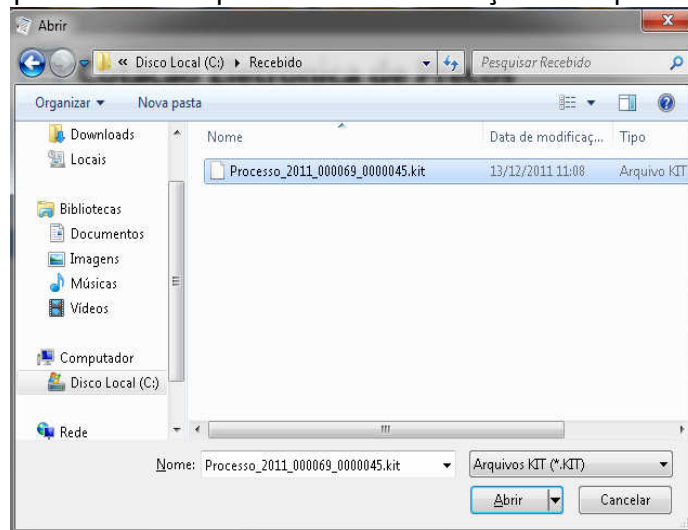 Abrir
« Disco Local (C:) ▸ Recebido
Pesquisar Recebido
Organizar ▾ Nova pasta
Downloads
Locais
Bibliotecas
Documentos
Imagens
Músicas
Vídeos
Computador
Disco Local (C:)
Rede
Nome Data de modificaç... Tipo
Processo_2011_000069_0000045.kit 13/12/2011 11:08 Arquivo KIT
Nome: Processo_2011_000069_0000045.kit Arquivos KIT (*.KIT)
Abrir Cancelar